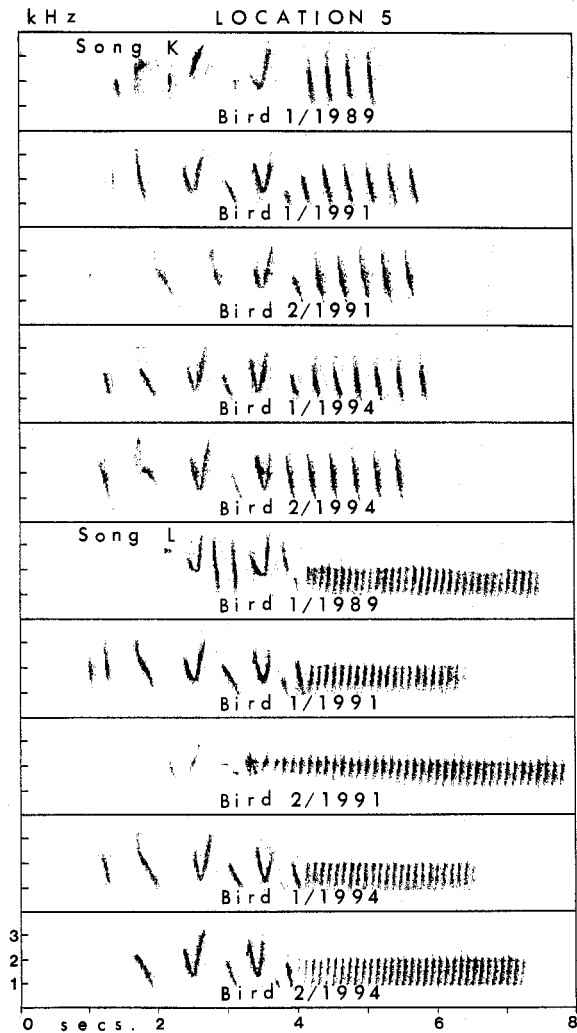 kHz LOCATION 5
Song K
Bird 1/1989
Bird 1/1991
Bird 2/1991
Bird 1/1994
Bird 2/1994
Song L
Bird 1/1989
Bird 1/1991
Bird 2/1991
Bird 1/1994
3
2
1
Bird 2/1994
0 secs. 2 4 6 8